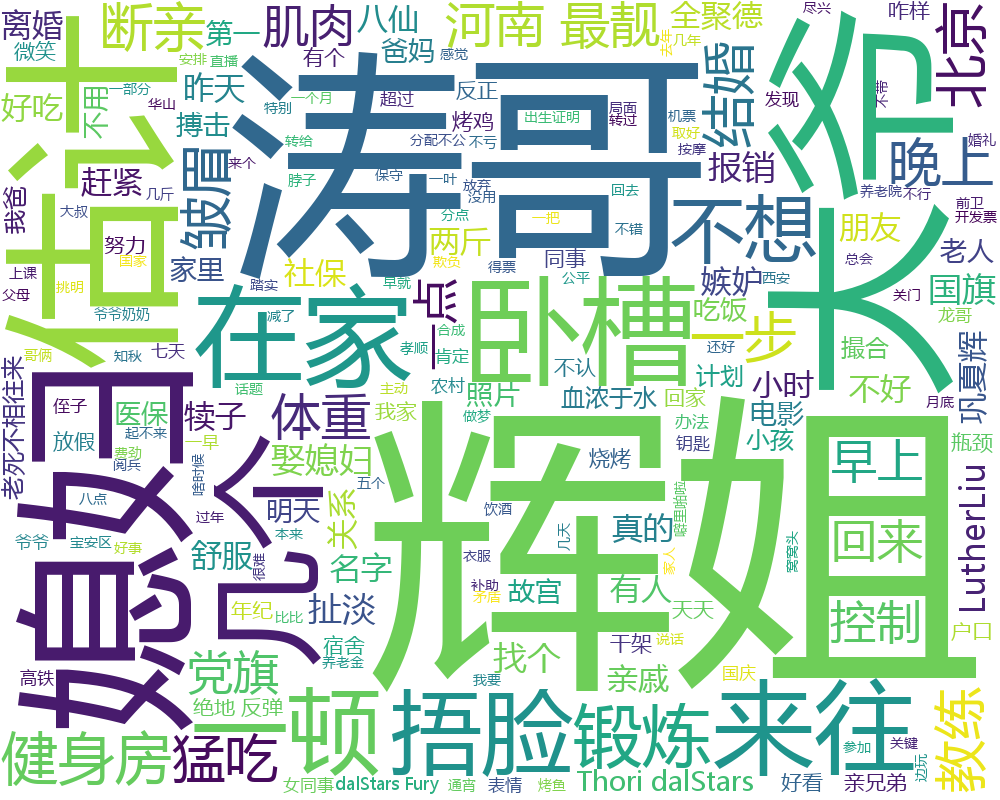 离婚
断亲
第一
肌肉
八仙
河南
最靓
全聚德
尽兴
咋样
微笑
好吃
不用
安排
直播
一部分
华山
昨天
有个
爸妈
感觉
去年
几年
结婚
北京
涛哥
大爷
估计
特别
一个月
超过
反正
局面
转过
机票
发现
不带
婚礼
搏击
烤鸡
出生证明
取好
按摩
转给
分配不公
不亏
我爸
赶紧
几斤
皱眉
来个
脖子
保守
一叶
放弃
没用
回去
报销
晚上
养老院
不行
前卫
开发票
大叔
努力
分点
一把
不错
不想
朋友
上课
国家
家里
社保
两斤
欺负
得票
同事
公平
嫉妒
西安
总会
老人
父母
挑明
踏实
早就
关门
国旗
爷爷奶奶
减了
在家
一点
卧槽
吃饭
一步
龙哥
哥俩
知秋
七天
话题
孝顺
合成
肯定
不认
还好
撮合
月底
巩夏辉
老死不相往来
侄子
医保
犊子
体重
我家
主动
农村
照片
血浓于水
回家
计划
小时
不好
放假
起不来
一早
娶媳妇
做梦
办法
电影
小孩
瓶颈
媳妇
几个
费劲
阅兵
啥时候
五个
关系
烧烤
钥匙
早上
八点
过年
明天
本来
饮酒
几天
真的
噼里啪啦
窝窝头
LutherLiu
爷爷
宝安区
好事
舒服
很难
名字
衣服
家人
回来
辉姐
年纪
比比
扯淡
补助
矛盾
故宫
有人
天天
控制
户口
高铁
党旗
宿舍
养老金
找个
干架
说话
亲戚
国庆
绝地
反弹
一顿
我要
捂脸
锻炼
来往
教练
健身房
猛吃
女同事
dalStars Fury
通宵
表情
烤鱼
Thori dalStars
好看
参加
关键
亲兄弟
边玩